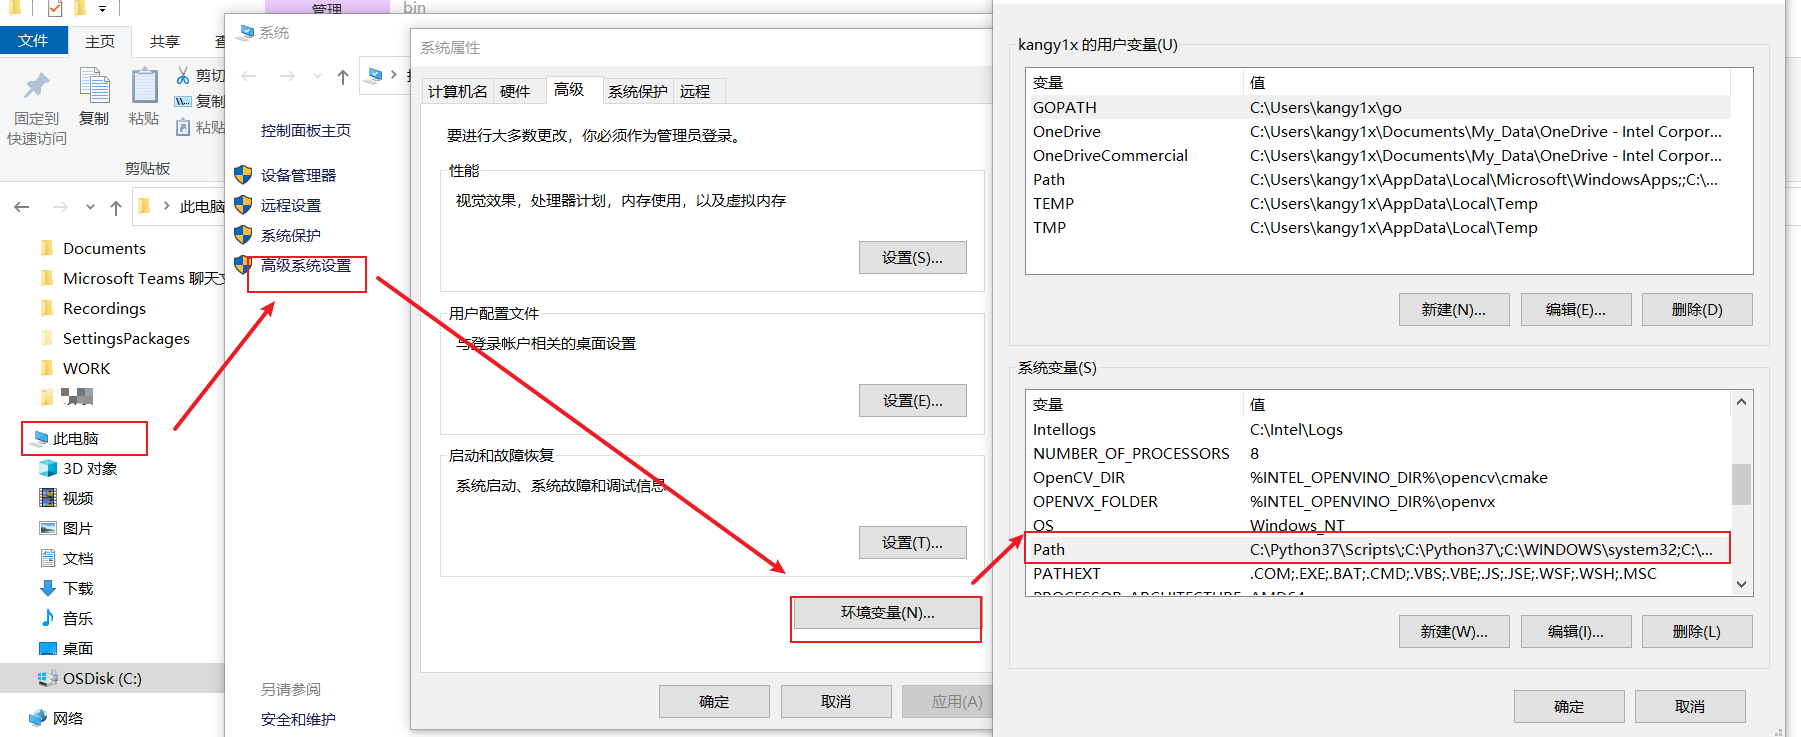 管理
bin
文件
主页
共享
查
固定到
快速访问
复制
粘贴
剪切
复制
粘贴
剪贴板
此电脑
Documents
Microsoft Teams 聊天文
Recordings
SettingsPackages
WORK
此电脑
3D 对象
视频
图片
文档
下载
音乐
桌面
OSDisk (C:)
网络
系统
控制面板主页
设备管理器
远程设置
系统保护
高级系统设置
另请参阅
安全和维护
系统属性
计算机名
硬件
高级
系统保护
远程
要进行大多数更改，你必须作为管理员登录。
性能
视觉效果，处理器计划，内存使用，以及虚拟内存
设置(S)...
用户配置文件
与登录帐户相关的桌面设置
设置(E)...
启动和故障恢复
系统启动、系统故障和调试信息
设置(T)...
环境变量(N)...
确定
取消
应用(A)
kangy1x 的用户变量(U)
变量 值
GOPATH C:\Users\kangy1x\go
OneDrive C:\Users\kangy1x\Documents\My_Data\OneDrive - Intel Corpor...
OneDriveCommercial C:\Users\kangy1x\Documents\My_Data\OneDrive - Intel Corpor...
Path C:\Users\kangy1x\AppData\Local\Microsoft\WindowsApps;;C:\...
TEMP C:\Users\kangy1x\AppData\Local\Temp
TMP C:\Users\kangy1x\AppData\Local\Temp
新建(N)...
编辑(E)...
删除(D)
系统变量(S)
变量 值
Intellogs C:\Intel\Logs
NUMBER_OF_PROCESSORS 8
OpenCV_DIR %INTEL_OPENVINO_DIR%\opencv\cmake
OPENVX_FOLDER %INTEL_OPENVINO_DIR%\openvx
OS Windows_NT
Path C:\Python37\Scripts\;C:\Python37\;C:\WINDOWS\system32;C:\...
PATHEXT .COM;.EXE;.BAT;.CMD;.VBS;.VBE;.JS;.JSE;.WSF;.WSH;.MSC
PROCESSOR_ARCHITECTURE AMD64
新建(W)...
编辑(I)...
删除(L)
确定
取消